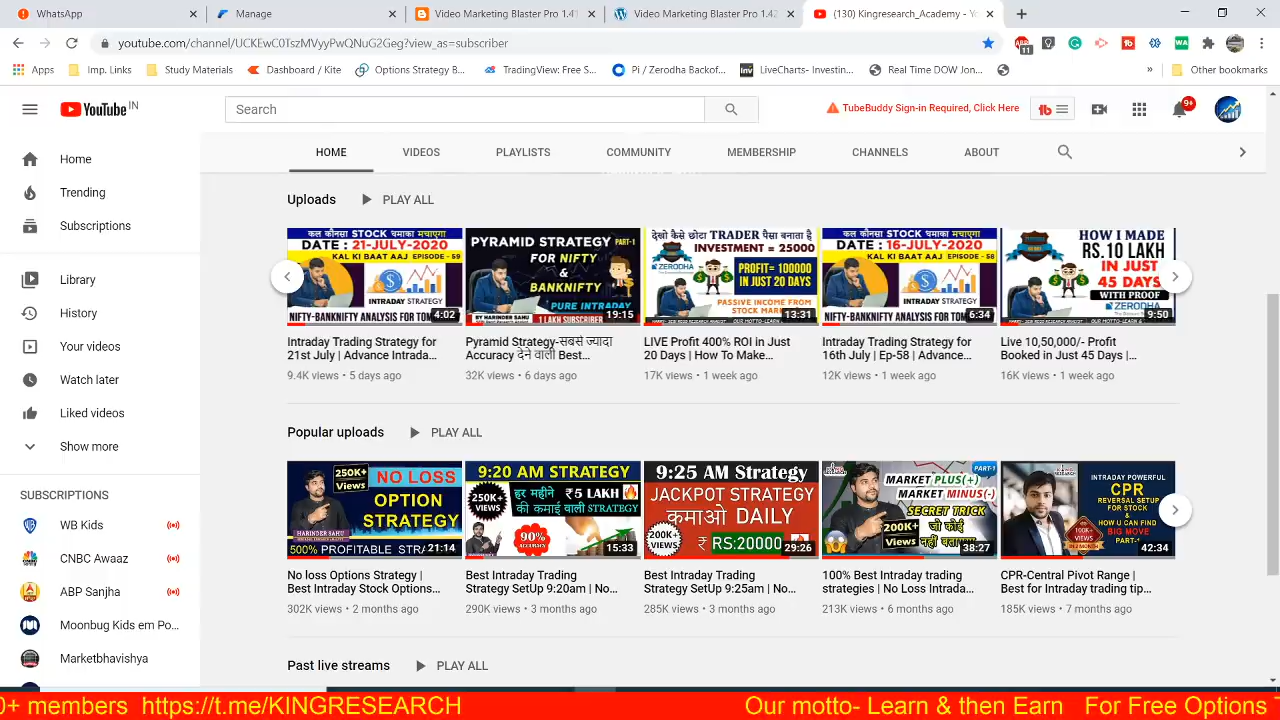 WhatsApp
Manage
Video Marketing Blaster Pro 1.41
Video Marketing Blaster Pro 1.42
(130) Kingresearch_Academy - Yo
youtube.com/channel/UCKEwC0TszMVvyPwQNuY2Geg?view_as=subscriber
11
Apps Imp. Links Study Materials Dashboard / Kite Options Strategy B... TradingView: Free S... Pi / Zerodha Backof... LiveCharts- Investin... Real Time DOW Jon... » Other bookmarks
YouTube IN
Search
TubeBuddy Sign-in Required, Click Here
9+
HOME VIDEOS PLAYLISTS COMMUNITY MEMBERSHIP CHANNELS ABOUT
Home
Trending
Subscriptions
Library
History
Your videos
Watch later
Liked videos
Show more
SUBSCRIPTIONS
WB Kids
CNBC Awaaz
ABP Sanjha
Moonbug Kids em Po...
Marketbhavishya
Uploads PLAY ALL
कल कौनसा STOCK धमाका मचाएगा
DATE : 21-JULY-2020
KAL KI BAAT AAJ EPISODE - 59
INTRADAY STRATEGY
NIFTY-BANKNIFTY ANALYSIS FOR TOM
4:02
PYRAMID STRATEGY PART-1
FOR NIFTY
&
BANKNIFTY
PURE INTRADAY
BY HARINDER SAHU
1 LAKH SUBSCRIBER
19:15
देखो कैसे छोटा TRADER पैसा बनाता है
INVESTMENT = 25000
ZERODHA
PROFIT= 100000
IN JUST 20 DAYS
PASSIVE INCOME FROM
STOCK MAR
13:31
कल कौनसा STOCK धमाका मचाएगा
DATE : 16-JULY-2020
KAL KI BAAT AAJ EPISODE - 58
INTRADAY STRATEGY
NIFTY-BANKNIFTY ANALYSIS FOR TOM
6:34
HOW I MADE
RS.10 LAKH
IN JUST
45 DAYS
WITH PROOF
ZERODHA
9:50
Intraday Trading Strategy for
21st July | Advance Intrada...
9.4K views • 5 days ago
Pyramid Strategy-सबसे ज्यादा
Accuracy देने वाली Best...
32K views • 6 days ago
LIVE Profit 400% ROI in Just
20 Days | How To Make...
17K views • 1 week ago
Intraday Trading Strategy for
16th July | Ep-58 | Advance...
12K views • 1 week ago
Live 10,50,000/- Profit
Booked in Just 45 Days |...
16K views • 1 week ago
Popular uploads PLAY ALL
250K+
Views
NO LOSS
OPTION
STRATEGY
HARINDER SAHU
500% PROFITABLE STRA
21:14
9:20 AM STRATEGY
250K+
VIEWS
हर महीने ₹5 LAKH
की कमाई वाली STRATEGY
90%
ACCURACY
15:33
9:25 AM Strategy
JACKPOT STRATEGY
कमाओ DAILY
200K+
Views
₹ RS:20000
29:26
PART-1
MARKET PLUS(+)
MARKET MINUS(-)
SECRET TRICK
200K+
Views
जो कोई
नहीं बताएगा
38:27
INTRADAY POWERFUL
CPR
REVERSAL SETUP
FOR STOCK
& HOW U CAN FIND
BIG MOVE
PART-1
100K+
VIEWS
42:34
No loss Options Strategy |
Best Intraday Stock Options...
302K views • 2 months ago
Best Intraday Trading
Strategy SetUp 9:20am | No...
290K views • 3 months ago
Best Intraday Trading
Strategy SetUp 9:25am | No...
285K views • 3 months ago
100% Best Intraday trading
strategies | No Loss Intrada...
213K views • 6 months ago
CPR-Central Pivot Range |
Best for Intraday trading tip...
185K views • 7 months ago
Past live streams PLAY ALL
0+ members https://t.me/KINGRESEARCH Our motto- Learn & then Earn For Free Options